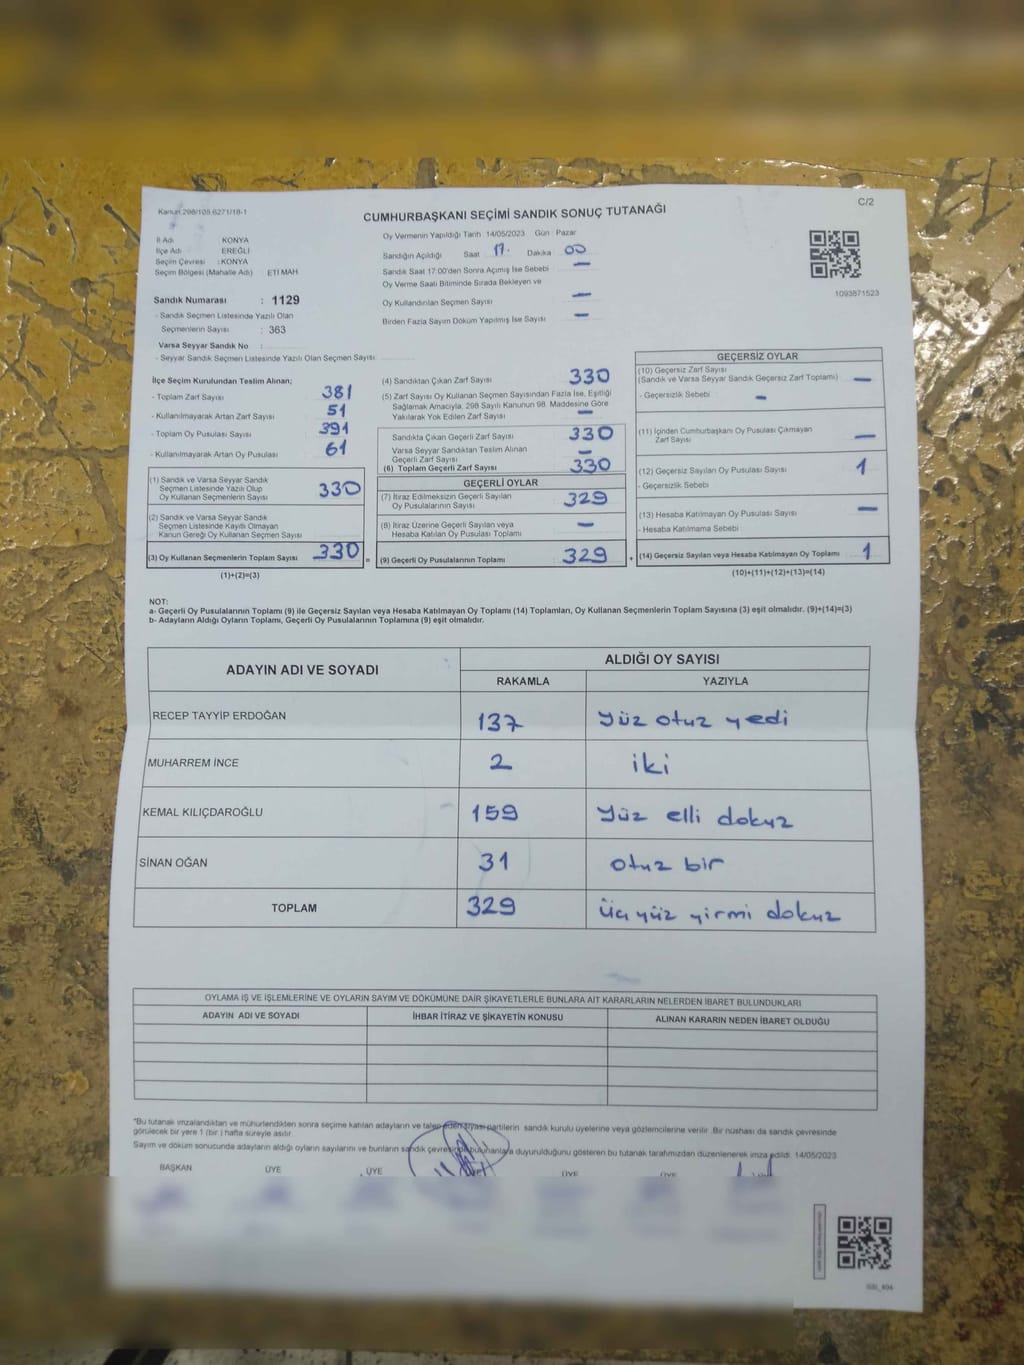 Kanun 298/105 6271/18-1
CUMHURBAŞKANI SEÇİMİ SANDIK SONUÇ TUTANAĞI
C/2
İl Adı KONYA
İlçe Adı EREĞLİ
Seçim Çevresi : KONYA
Seçim Bölgesi (Mahalle Adı) ETİ MAH
Sandık Numarası : 1129
- Sandık Seçmen Listesinde Yazılı Olan
Seçmenlerin Sayısı : 363
Varsa Seyyar Sandık No :
- Seyyar Sandık Seçmen Listesinde Yazılı Olan Seçmen Sayısı
Oy Vermenin Yapıldığı Tarih 14/05/2023 Gün Pazar
Sandığın Açıldığı Saat 17. Dakika 00
Sandık Saat 17:00'den Sonra Açılmış İse Sebebi —
Oy Verme Saati Bitiminde Sırada Bekleyen ve
Oy Kullandırılan Seçmen Sayısı —
Birden Fazla Sayım Döküm Yapılmış İse Sayısı —
1093871523
İlçe Seçim Kurulundan Teslim Alınan;
- Toplam Zarf Sayısı 381
- Kullanılmayarak Artan Zarf Sayısı 51
- Toplam Oy Pusulası Sayısı 391
- Kullanılmayarak Artan Oy Pusulası 61
(1) Sandık ve Varsa Seyyar Sandık
Seçmen Listesinde Yazılı Olup
Oy Kullanan Seçmenlerin Sayısı 330
(2) Sandık ve Varsa Seyyar Sandık
Seçmen Listesinde Kayıtlı Olmayan
Kanun Gereği Oy Kullanan Seçmen Sayısı
(3) Oy Kullanan Seçmenlerin Toplam Sayısı 330 =
(1)+(2)=(3)
(4) Sandıktan Çıkan Zarf Sayısı 330
(5) Zarf Sayısı Oy Kullanan Seçmen Sayısından Fazla İse, Eşitliği
Sağlamak Amacıyla, 298 Sayılı Kanunun 98. Maddesine Göre
Yakılarak Yok Edilen Zarf Sayısı —
Sandıkta Çıkan Geçerli Zarf Sayısı 330
Varsa Seyyar Sandıktan Teslim Alınan
Geçerli Zarf Sayısı —
(6) Toplam Geçerli Zarf Sayısı 330
GEÇERLİ OYLAR
(7) İtiraz Edilmeksizin Geçerli Sayılan
Oy Pusulalarının Sayısı 329
(8) İtiraz Üzerine Geçerli Sayılan veya
Hesaba Katılan Oy Pusulası Toplamı —
(9) Geçerli Oy Pusulalarının Toplamı 329 +
GEÇERSİZ OYLAR
(10) Geçersiz Zarf Sayısı
(Sandık ve Varsa Seyyar Sandık Geçersiz Zarf Toplamı) —
- Geçersizlik Sebebi —
(11) İçinden Cumhurbaşkanı Oy Pusulası Çıkmayan
Zarf Sayısı —
(12) Geçersiz Sayılan Oy Pusulası Sayısı 1
- Geçersizlik Sebebi
(13) Hesaba Katılmayan Oy Pusulası Sayısı —
- Hesaba Katılmama Sebebi
(14) Geçersiz Sayılan veya Hesaba Katılmayan Oy Toplamı 1
(10)+(11)+(12)+(13)=(14)
NOT:
a- Geçerli Oy Pusulalarının Toplamı (9) ile Geçersiz Sayılan veya Hesaba Katılmayan Oy Toplamı (14) Toplamları, Oy Kullanan Seçmenlerin Toplam Sayısına (3) eşit olmalıdır. (9)+(14)=(3)
b- Adayların Aldığı Oyların Toplamı, Geçerli Oy Pusulalarının Toplamına (9) eşit olmalıdır.
ADAYIN ADI VE SOYADI
ALDIĞI OY SAYISI
RAKAMLA YAZIYLA
RECEP TAYYİP ERDOĞAN 137 yüz otuz yedi
MUHARREM İNCE 2 iki
KEMAL KILIÇDAROĞLU 159 yüz elli dokuz
SİNAN OĞAN 31 otuz bir
TOPLAM 329 üç yüz yirmi dokuz
OYLAMA İŞ VE İŞLEMLERİNE VE OYLARIN SAYIM VE DÖKÜMÜNE DAİR ŞİKAYETLERLE BUNLARA AİT KARARLARIN NELERDEN İBARET BULUNDUKLARI
ADAYIN ADI VE SOYADI İHBAR İTİRAZ VE ŞİKAYETİN KONUSU ALINAN KARARIN NEDEN İBARET OLDUĞU
*Bu tutanak imzalandıktan ve mühürlendikten sonra seçime katılan adayların ve talep eden siyasi partilerin sandık kurulu üyelerine veya gözlemcilerine verilir. Bir nüshası da sandık çevresinde
görülecek bir yere 1 (bir ) hafta süreyle asılır.
Sayım ve döküm sonucunda adayların aldığı oyların sayılarını ve bunların sandık çevresinde bulunanlara duyurulduğunu gösteren bu tutanak tarafımızdan düzenlenerek imza edildi. 14/05/2023
BAŞKAN ÜYE ÜYE ÜYE ÜYE